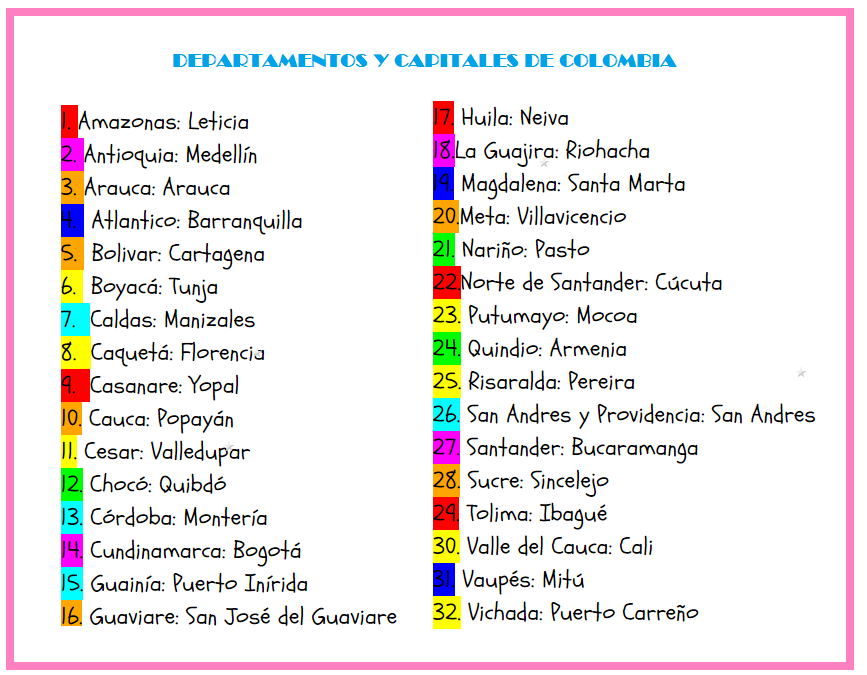 DEPARTAMENTOS Y CAPITALES DE COLOMBIA
1. Amazonas: Leticia
2. Antioquia: Medellín
3. Arauca: Arauca
4. Atlantico: Barranquilla
5. Bolivar: Cartagena
6. Boyacá: Tunja
7. Caldas: Manizales
8. Caquetá: Florencia
9. Casanare: Yopal
10. Cauca: Popayán
11. Cesar: Valledupar
12. Chocó: Quibdó
13. Córdoba: Montería
14. Cundinamarca: Bogotá
15. Guainía: Puerto Inírida
16. Guaviare: San José del Guaviare
17. Huila: Neiva
18. La Guajira: Riohacha
19. Magdalena: Santa Marta
20. Meta: Villavicencio
21. Nariño: Pasto
22. Norte de Santander: Cúcuta
23. Putumayo: Mocoa
24. Quindio: Armenia
25. Risaralda: Pereira
26. San Andres y Providencia: San Andres
27. Santander: Bucaramanga
28. Sucre: Sincelejo
29. Tolima: Ibagué
30. Valle del Cauca: Cali
31. Vaupés: Mitú
32. Vichada: Puerto Carreño